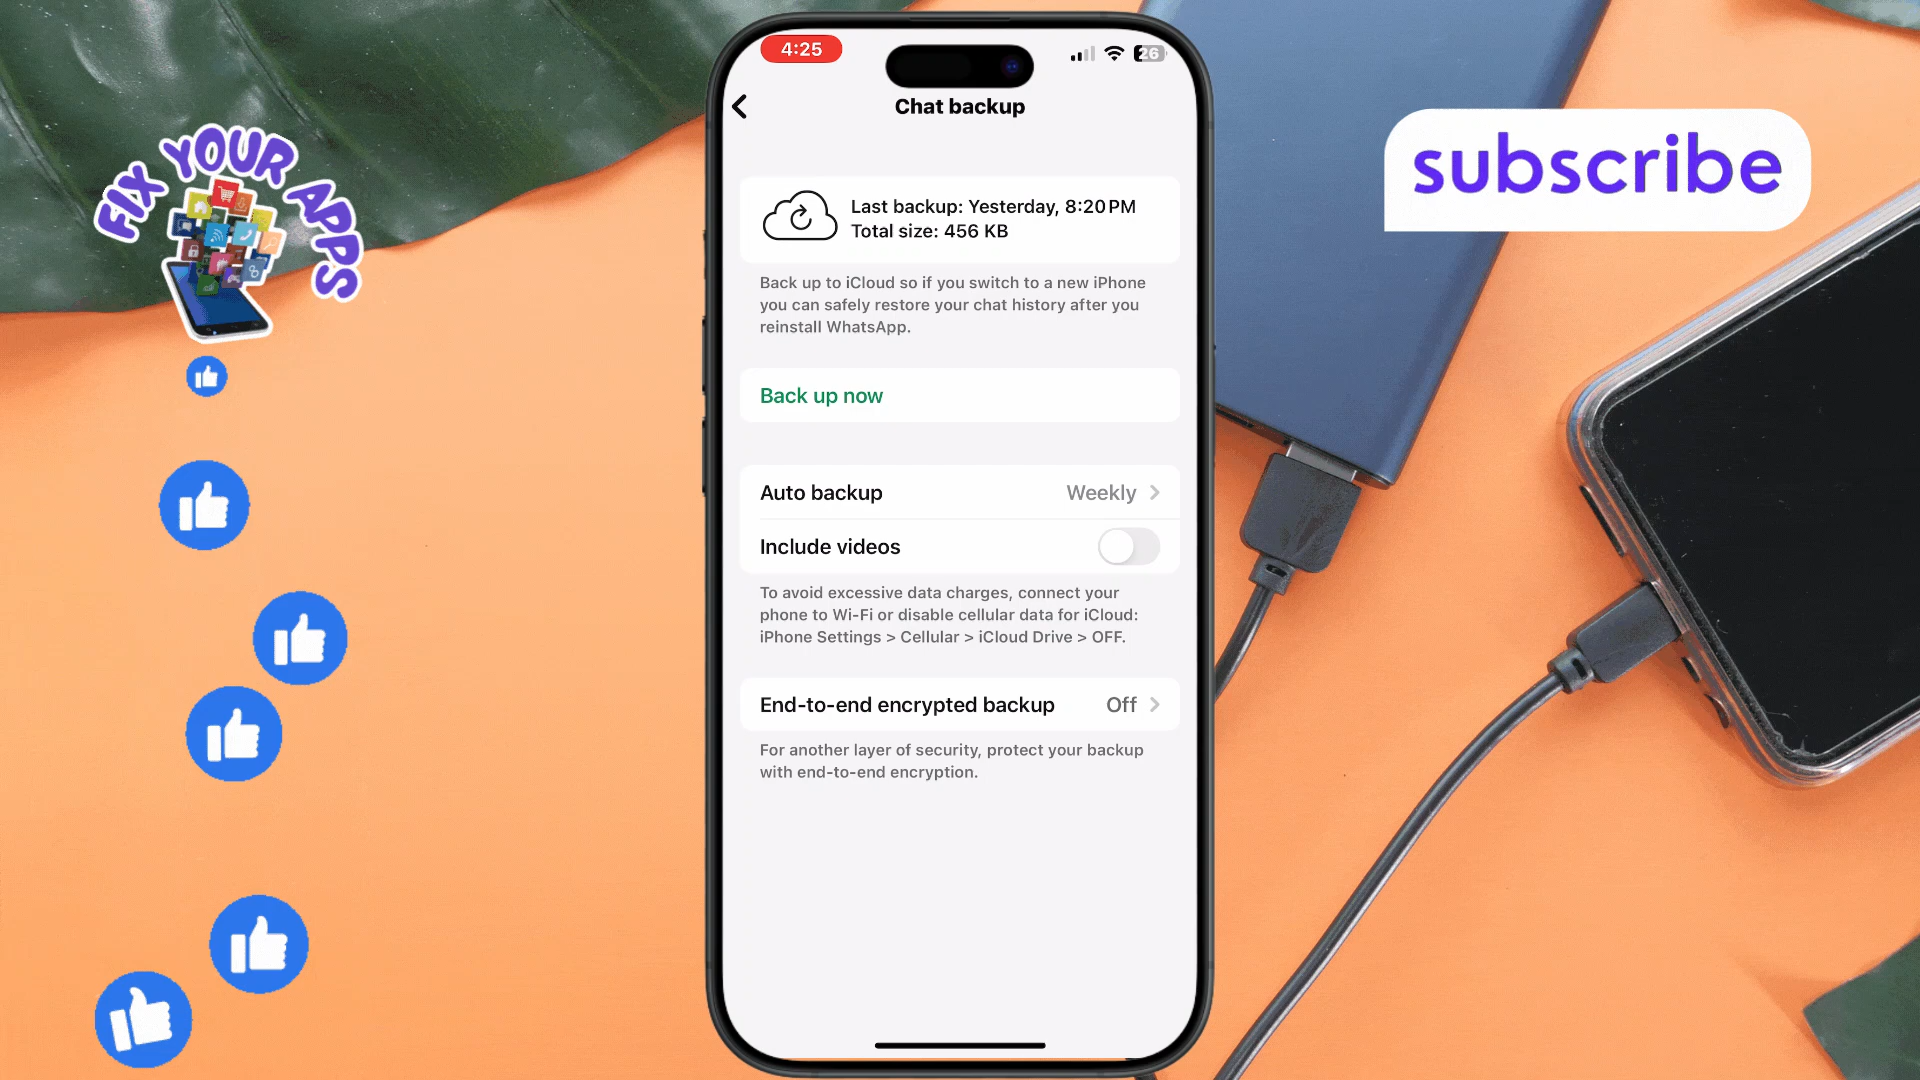 FIX YOUR APPS
4:25
26
Chat backup
Last backup: Yesterday, 8:20 PM
Total size: 456 KB
Back up to iCloud so if you switch to a new iPhone
you can safely restore your chat history after you
reinstall WhatsApp.
Back up now
Auto backup Weekly
Include videos
To avoid excessive data charges, connect your
phone to Wi-Fi or disable cellular data for iCloud:
iPhone Settings > Cellular > iCloud Drive > OFF.
End-to-end encrypted backup Off
For another layer of security, protect your backup
with end-to-end encryption.
subscribe